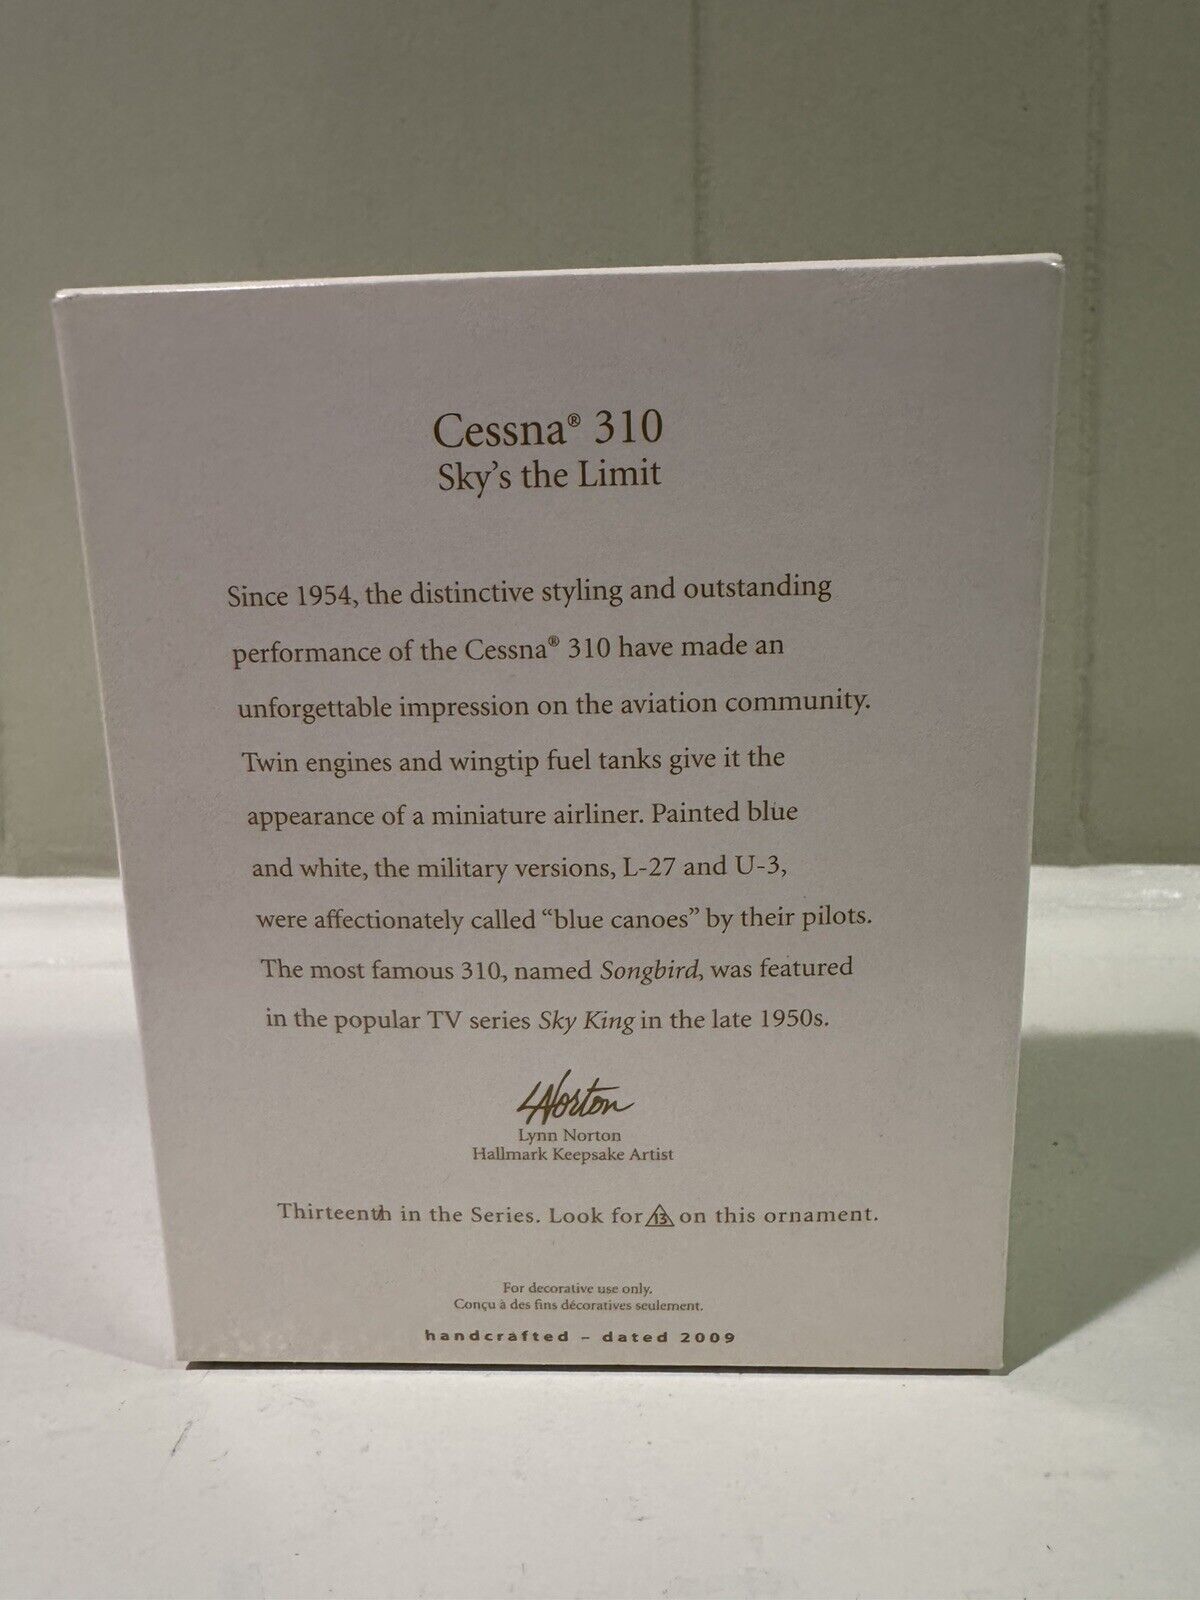 Cessna® 310
Sky's the Limit
Since 1954, the distinctive styling and outstanding
performance of the Cessna® 310 have made an
unforgettable impression on the aviation community.
Twin engines and wingtip fuel tanks give it the
appearance of a miniature airliner. Painted blue
and white, the military versions, L-27 and U-3,
were affectionately called “blue canoes” by their pilots.
The most famous 310, named Songbird, was featured
in the popular TV series Sky King in the late 1950s.
LNorton
Lynn Norton
Hallmark Keepsake Artist
Thirteenth in the Series. Look for 13 on this ornament.
For decorative use only.
Conçu à des fins décoratives seulement.
handcrafted – dated 2009